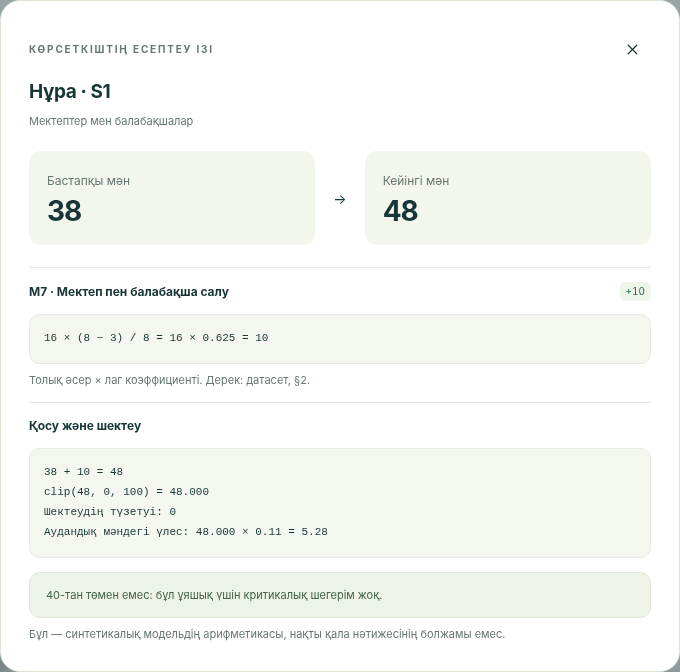 КӨРСЕТКІШТІҢ ЕСЕПТЕУ ІЗІ
Нұра · S1
Мектептер мен балабақшалар
Бастапқы мән
38
→
Кейінгі мән
48
M7 · Мектеп пен балабақша салу
+10
16 × (8 − 3) / 8 = 16 × 0.625 = 10
Толық әсер × лаг коэффициенті. Дерек: датасет, §2.
Қосу және шектеу
38 + 10 = 48
clip(48, 0, 100) = 48.000
Шектеудің түзетуі: 0
Аудандық мәндегі үлес: 48.000 × 0.11 = 5.28
40-тан төмен емес: бұл ұяшық үшін критикалық шегерім жоқ.
Бұл — синтетикалық модельдің арифметикасы, нақты қала нәтижесінің болжамы емес.